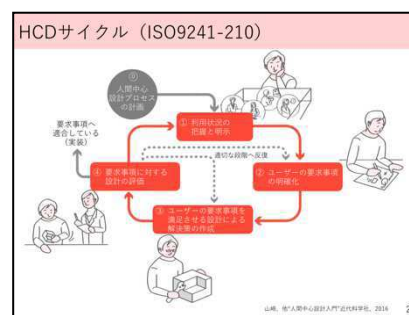 HCDサイクル（ISO9241-210）
⓪
人間中心
設計プロセス
の計画
① 利用状況の
把握と明示
要求事項へ
適合している
（実装）
適切な段階へ反復
④ 要求事項に対する
設計の評価
② ユーザーの要求事項
の明確化
③ ユーザーの要求事項を
満足させる設計による
解決策の作成
山崎、他"人間中心設計入門"近代科学社、2016